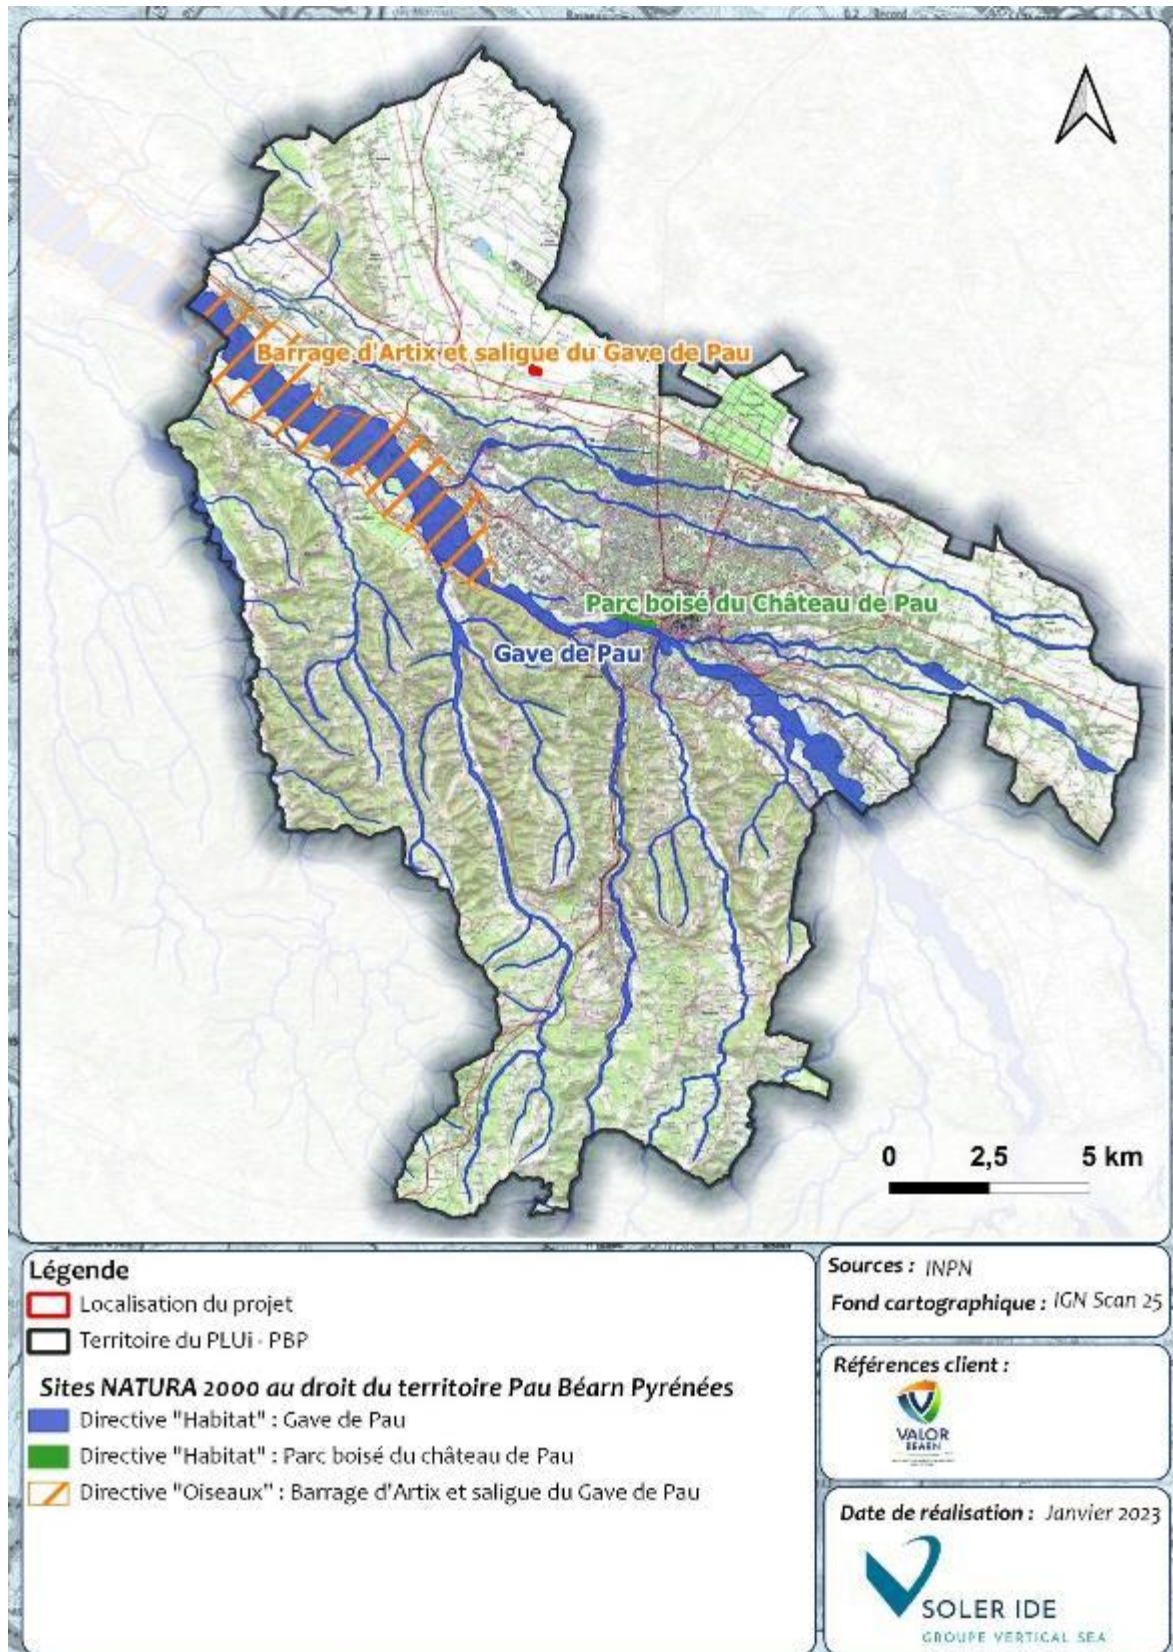 Barrage d'Artix et saligue du Gave de Pau
Parc boisé du Château de Pau
Gave de Pau
0 2,5 5 km
Légende
Localisation du projet
Territoire du PLUi - PBP
Sites NATURA 2000 au droit du territoire Pau Béarn Pyrénées
Directive "Habitat" : Gave de Pau
Directive "Habitat" : Parc boisé du château de Pau
Directive "Oiseaux" : Barrage d'Artix et saligue du Gave de Pau
Sources : INPN
Fond cartographique : IGN Scan 25
Références client :
VALOR
BÉARN
Date de réalisation : Janvier 2023
SOLER IDE
GROUPE VERTICAL SEA